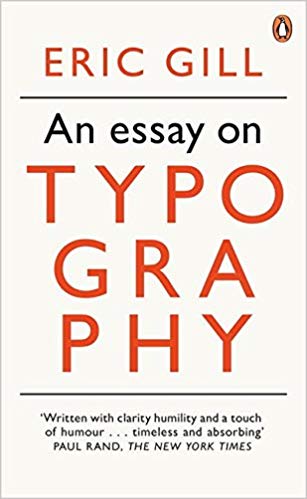 ERIC GILL
An essay on
TYPO
GRA
PHY
‘Written with clarity humility and a touch
of humour . . . timeless and absorbing’
PAUL RAND, THE NEW YORK TIMES